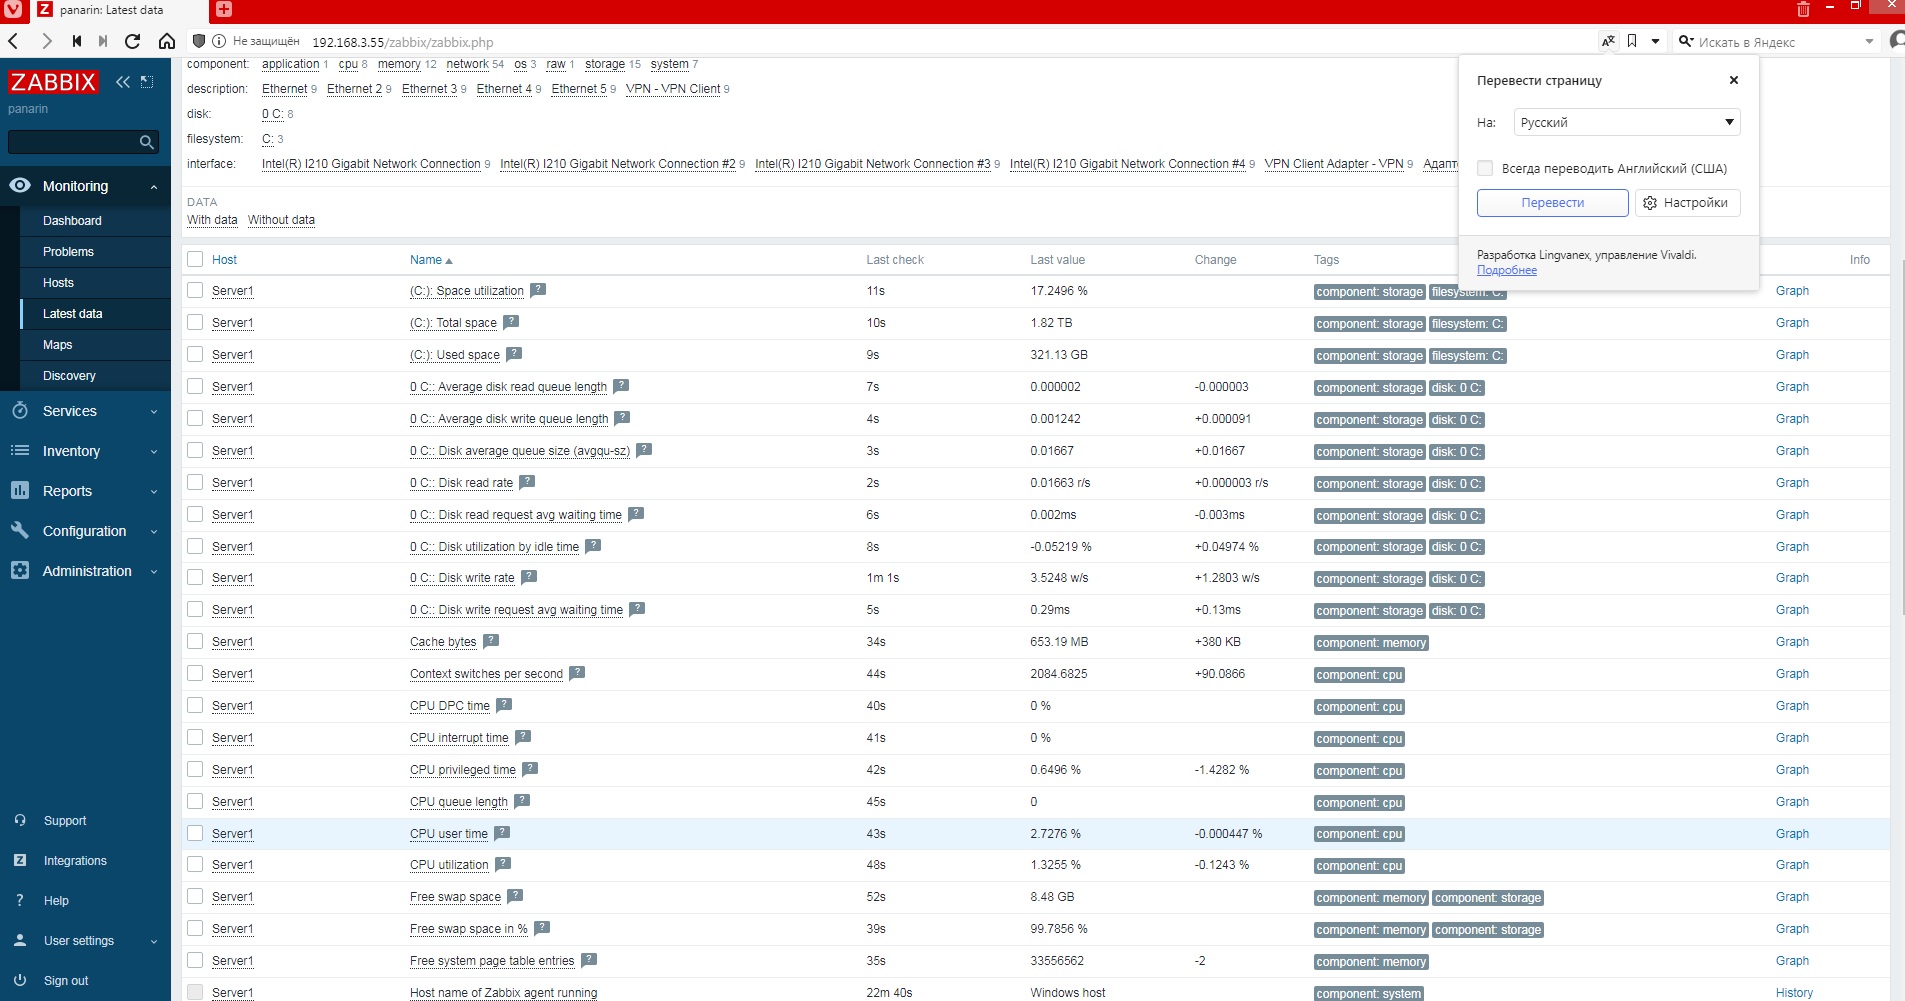 panarin: Latest data
Не защищён 192.168.3.55/zabbix/zabbix.php Искать в Яндекс
ZABBIX
panarin
Monitoring
Dashboard
Problems
Hosts
Latest data
Maps
Discovery
Services
Inventory
Reports
Configuration
Administration
Support
Integrations
Help
User settings
Sign out
component: application 1 cpu 8 memory 12 network 54 os 3 raw 1 storage 15 system 7
description: Ethernet 9 Ethernet 2 9 Ethernet 3 9 Ethernet 4 9 Ethernet 5 9 VPN - VPN Client 9
disk: 0 C: 8
filesystem: C: 3
interface: Intel(R) I210 Gigabit Network Connection 9 Intel(R) I210 Gigabit Network Connection #2 9 Intel(R) I210 Gigabit Network Connection #3 9 Intel(R) I210 Gigabit Network Connection #4 9 VPN Client Adapter - VPN 9
DATA
With data Without data
Перевести страницу
На: Русский
Всегда переводить Английский (США)
Перевести Настройки
Разработка Lingvanex, управление Vivaldi.
Подробнее
Host Name Last check Last value Change Tags Info
Server1 (C:): Space utilization ? 11s 17.2496 % component: storage filesystem: C: Graph
Server1 (C:): Total space ? 10s 1.82 TB component: storage filesystem: C: Graph
Server1 (C:): Used space ? 9s 321.13 GB component: storage filesystem: C: Graph
Server1 0 C:: Average disk read queue length ? 7s 0.000002 -0.000003 component: storage disk: 0 C: Graph
Server1 0 C:: Average disk write queue length ? 4s 0.001242 +0.000091 component: storage disk: 0 C: Graph
Server1 0 C:: Disk average queue size (avgqu-sz) ? 3s 0.01667 +0.01667 component: storage disk: 0 C: Graph
Server1 0 C:: Disk read rate ? 2s 0.01663 r/s +0.000003 r/s component: storage disk: 0 C: Graph
Server1 0 C:: Disk read request avg waiting time ? 6s 0.002ms -0.003ms component: storage disk: 0 C: Graph
Server1 0 C:: Disk utilization by idle time ? 8s -0.05219 % +0.04974 % component: storage disk: 0 C: Graph
Server1 0 C:: Disk write rate ? 1m 1s 3.5248 w/s +1.2803 w/s component: storage disk: 0 C: Graph
Server1 0 C:: Disk write request avg waiting time ? 5s 0.29ms +0.13ms component: storage disk: 0 C: Graph
Server1 Cache bytes ? 34s 653.19 MB +380 KB component: memory Graph
Server1 Context switches per second ? 44s 2084.6825 +90.0866 component: cpu Graph
Server1 CPU DPC time ? 40s 0 % component: cpu Graph
Server1 CPU interrupt time ? 41s 0 % component: cpu Graph
Server1 CPU privileged time ? 42s 0.6496 % -1.4282 % component: cpu Graph
Server1 CPU queue length ? 45s 0 component: cpu Graph
Server1 CPU user time ? 43s 2.7276 % -0.000447 % component: cpu Graph
Server1 CPU utilization ? 48s 1.3255 % -0.1243 % component: cpu Graph
Server1 Free swap space ? 52s 8.48 GB component: memory component: storage Graph
Server1 Free swap space in % ? 39s 99.7856 % component: memory component: storage Graph
Server1 Free system page table entries ? 35s 33556562 -2 component: memory Graph
Server1 Host name of Zabbix agent running 22m 40s Windows host component: system History